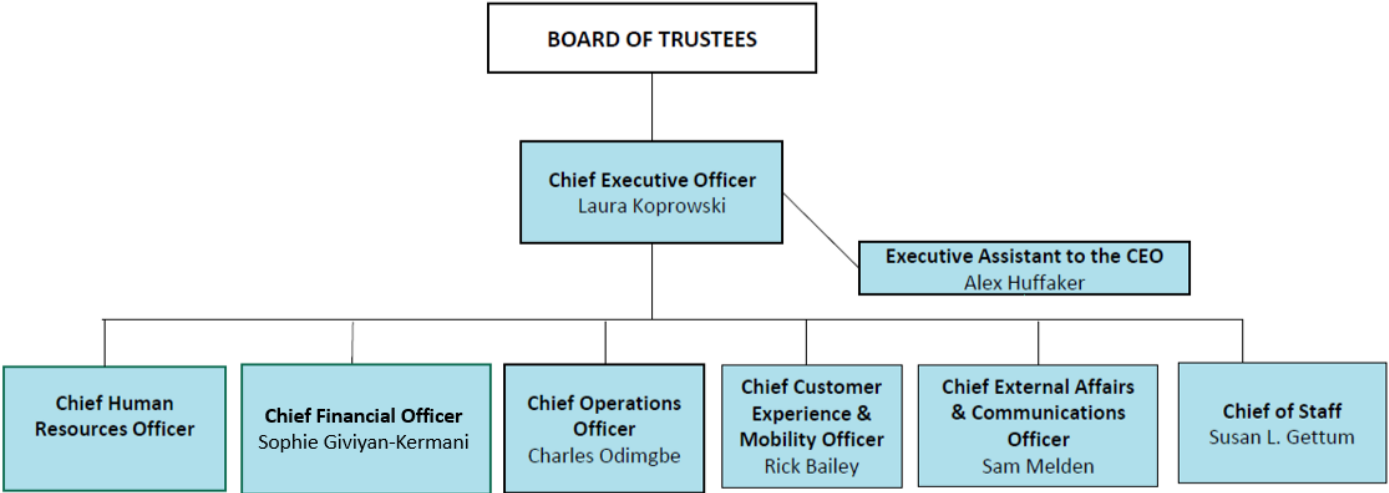 BOARD OF TRUSTEES
Chief Executive Officer
Laura Koprowski
Executive Assistant to the CEO
Alex Huffaker
Chief Human
Resources Officer
Chief Financial Officer
Sophie Giviyan-Kermani
Chief Operations
Officer
Charles Odimgbe
Chief Customer
Experience &
Mobility Officer
Rick Bailey
Chief External Affairs
& Communications
Officer
Sam Melden
Chief of Staff
Susan L. Gettum